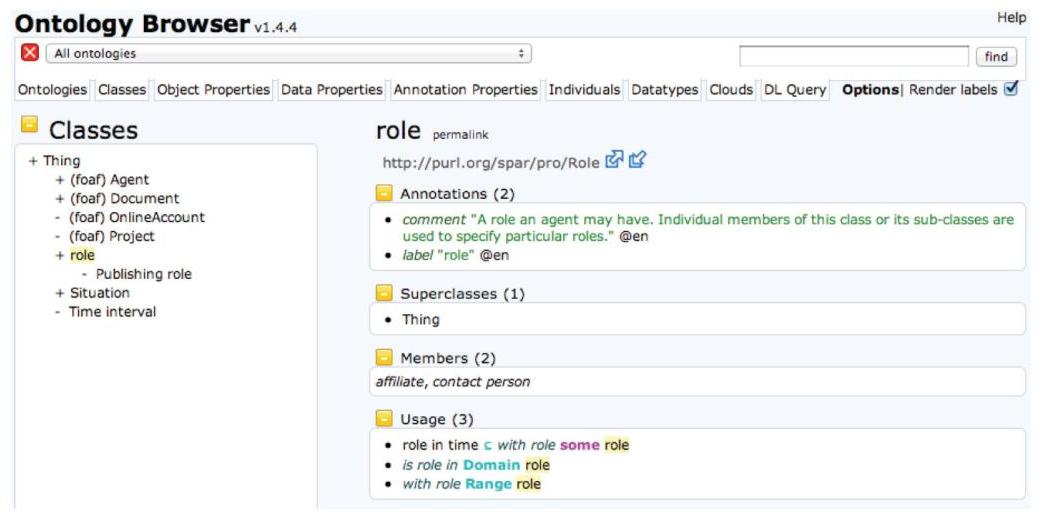 Ontology Browser v1.4.4
Help
All ontologies
find
Ontologies Classes Object Properties Data Properties Annotation Properties Individuals Datatypes Clouds DL Query Options| Render labels
Classes
+ Thing
+ (foaf) Agent
+ (foaf) Document
- (foaf) OnlineAccount
- (foaf) Project
+ role
- Publishing role
+ Situation
- Time interval
role permalink
http://purl.org/spar/pro/Role
Annotations (2)
• comment "A role an agent may have. Individual members of this class or its sub-classes are
used to specify particular roles." @en
• label "role" @en
Superclasses (1)
• Thing
Members (2)
affiliate, contact person
Usage (3)
• role in time c with role some role
• is role in Domain role
• with role Range role